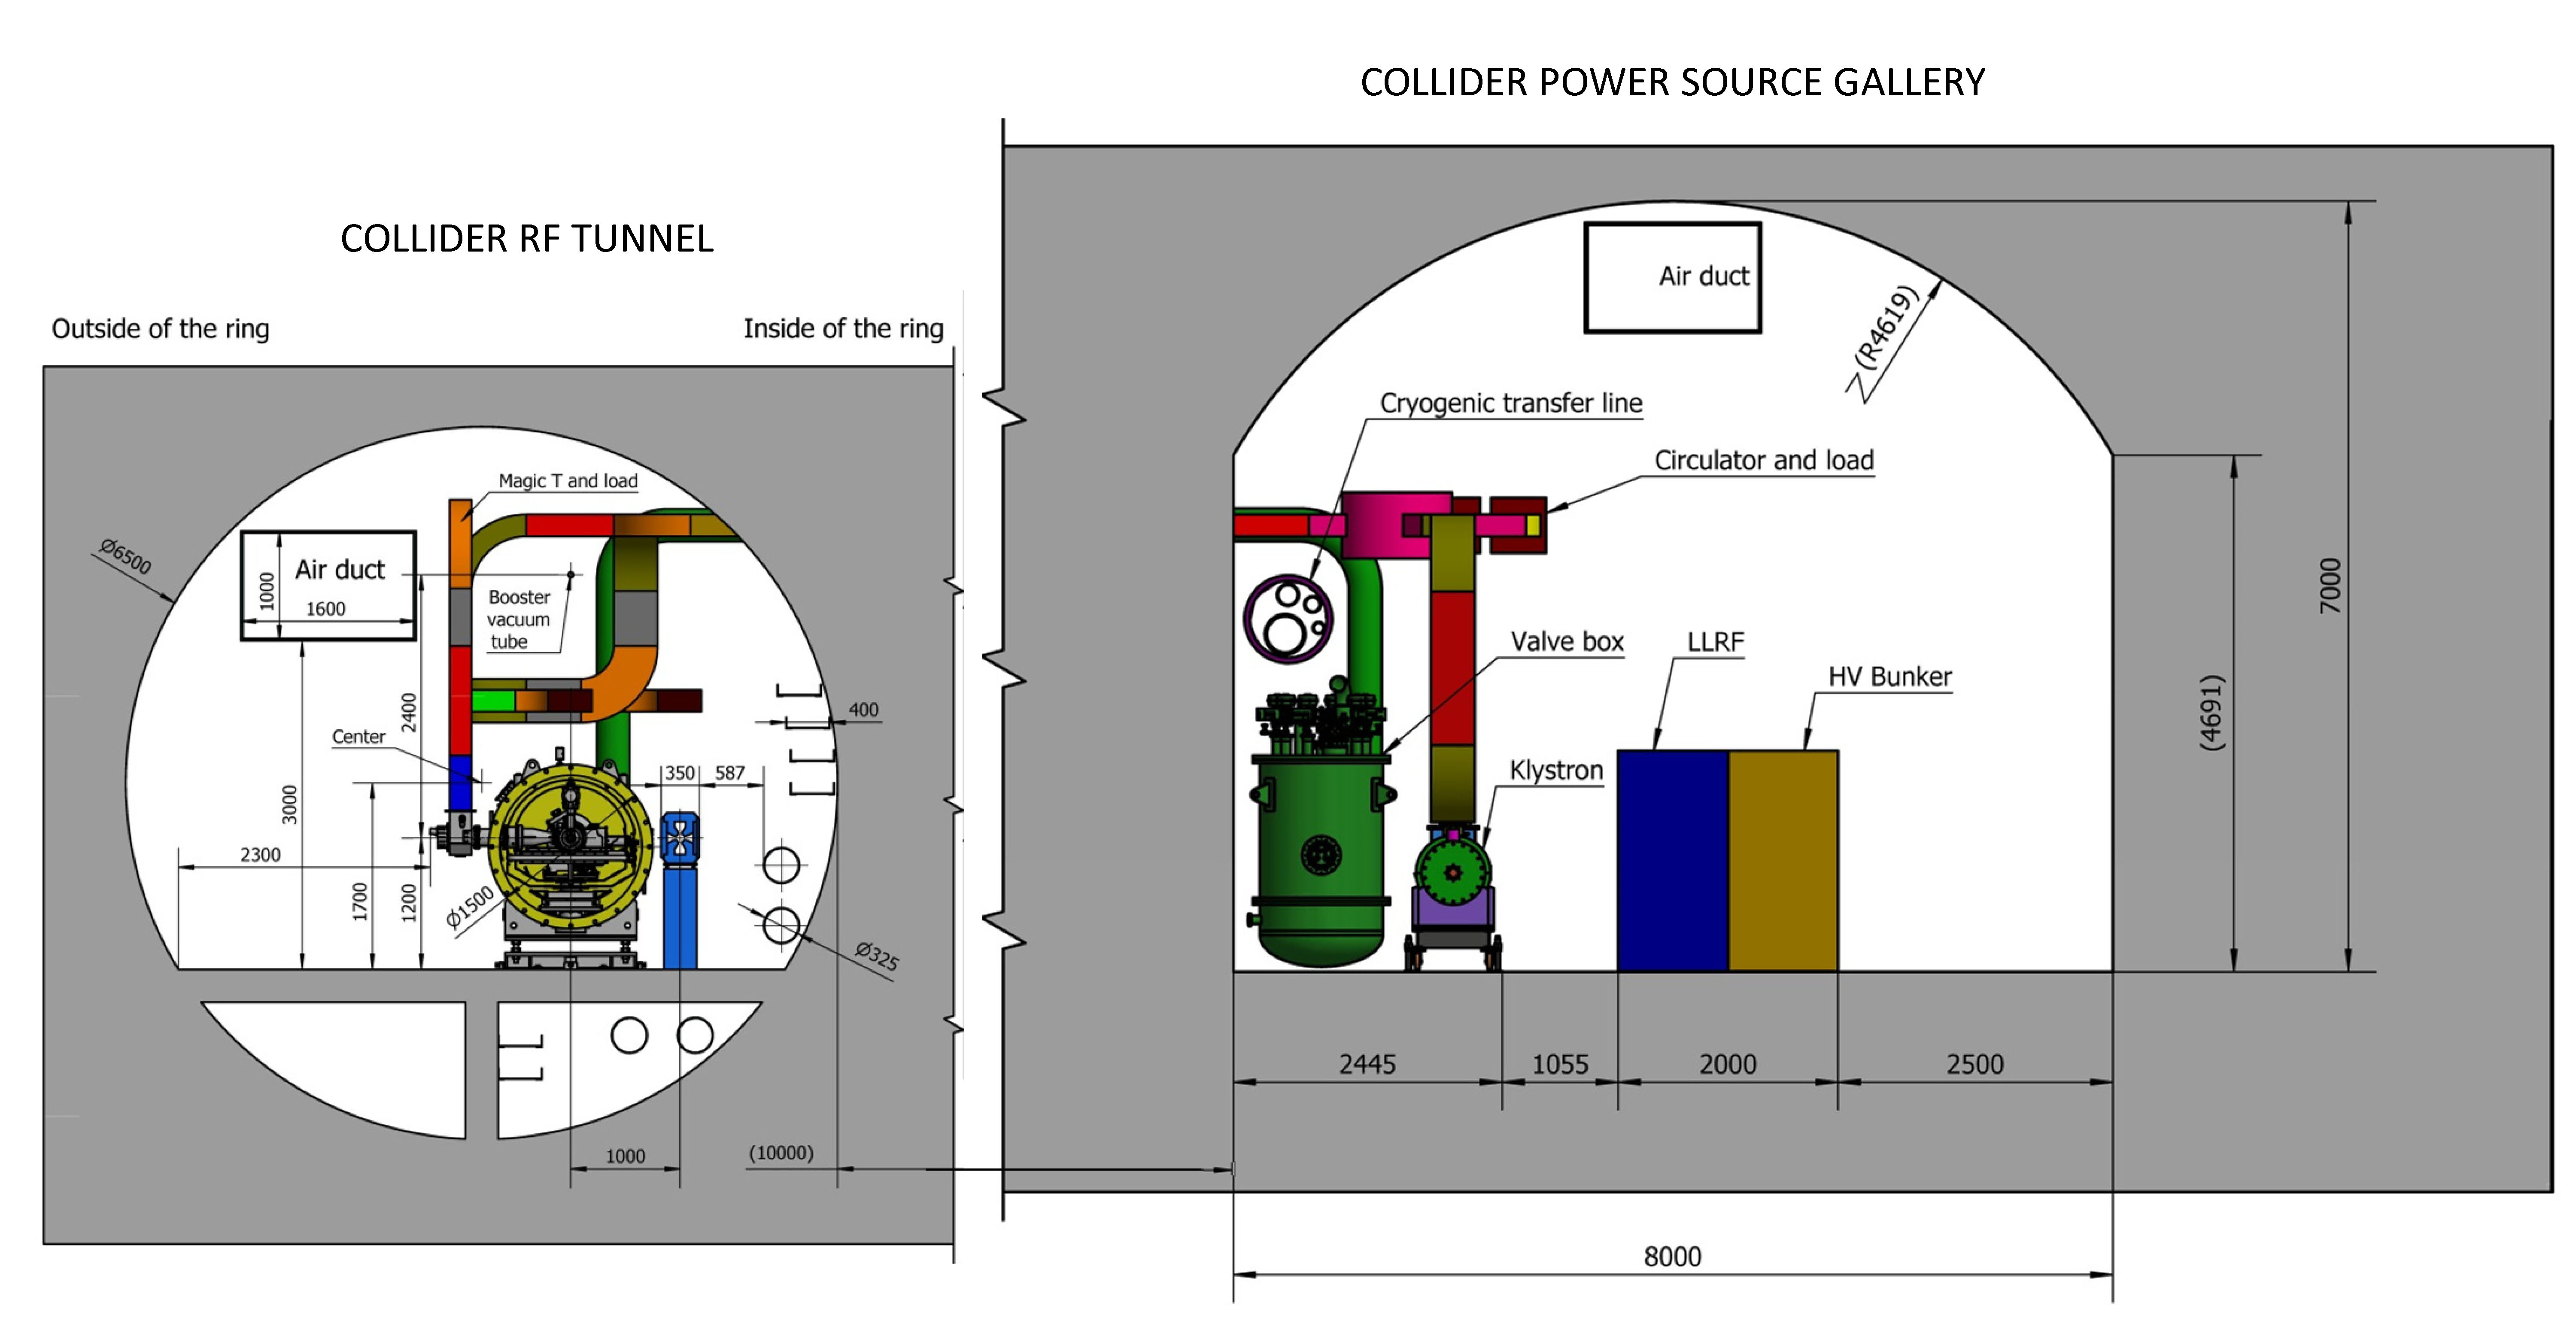 COLLIDER POWER SOURCE GALLERY
COLLIDER RF TUNNEL
Outside of the ring
Inside of the ring
Magic T and load
Ø6500
Air duct
1000
1600
Booster
vacuum
tube
2400
Center
400
350
587
3000
2300
1700
1200
Ø1500
Ø325
1000
(10000)
Air duct
(R4619)
Cryogenic transfer line
Circulator and load
7000
Valve box
LLRF
HV Bunker
(4691)
Klystron
2445
1055
2000
2500
8000